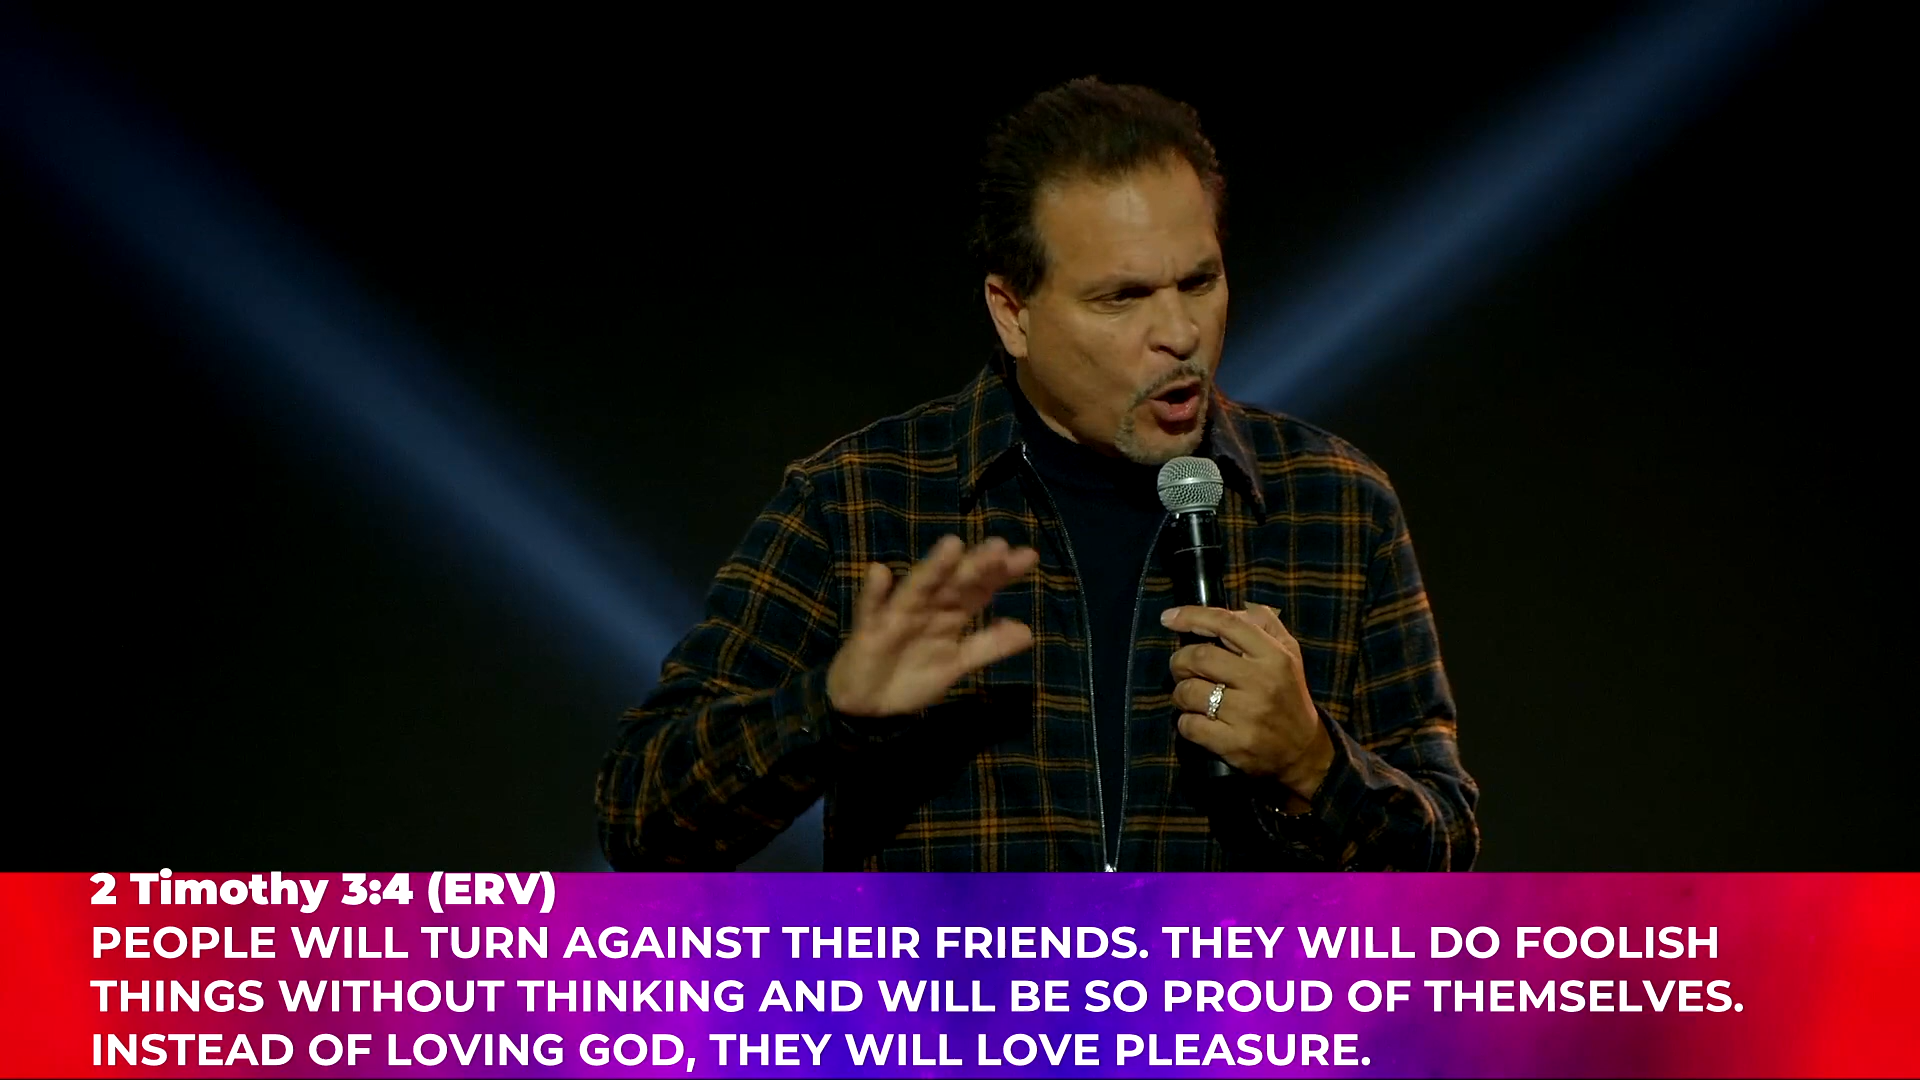 2 Timothy 3:4 (ERV)
PEOPLE WILL TURN AGAINST THEIR FRIENDS. THEY WILL DO FOOLISH
THINGS WITHOUT THINKING AND WILL BE SO PROUD OF THEMSELVES.
INSTEAD OF LOVING GOD, THEY WILL LOVE PLEASURE.